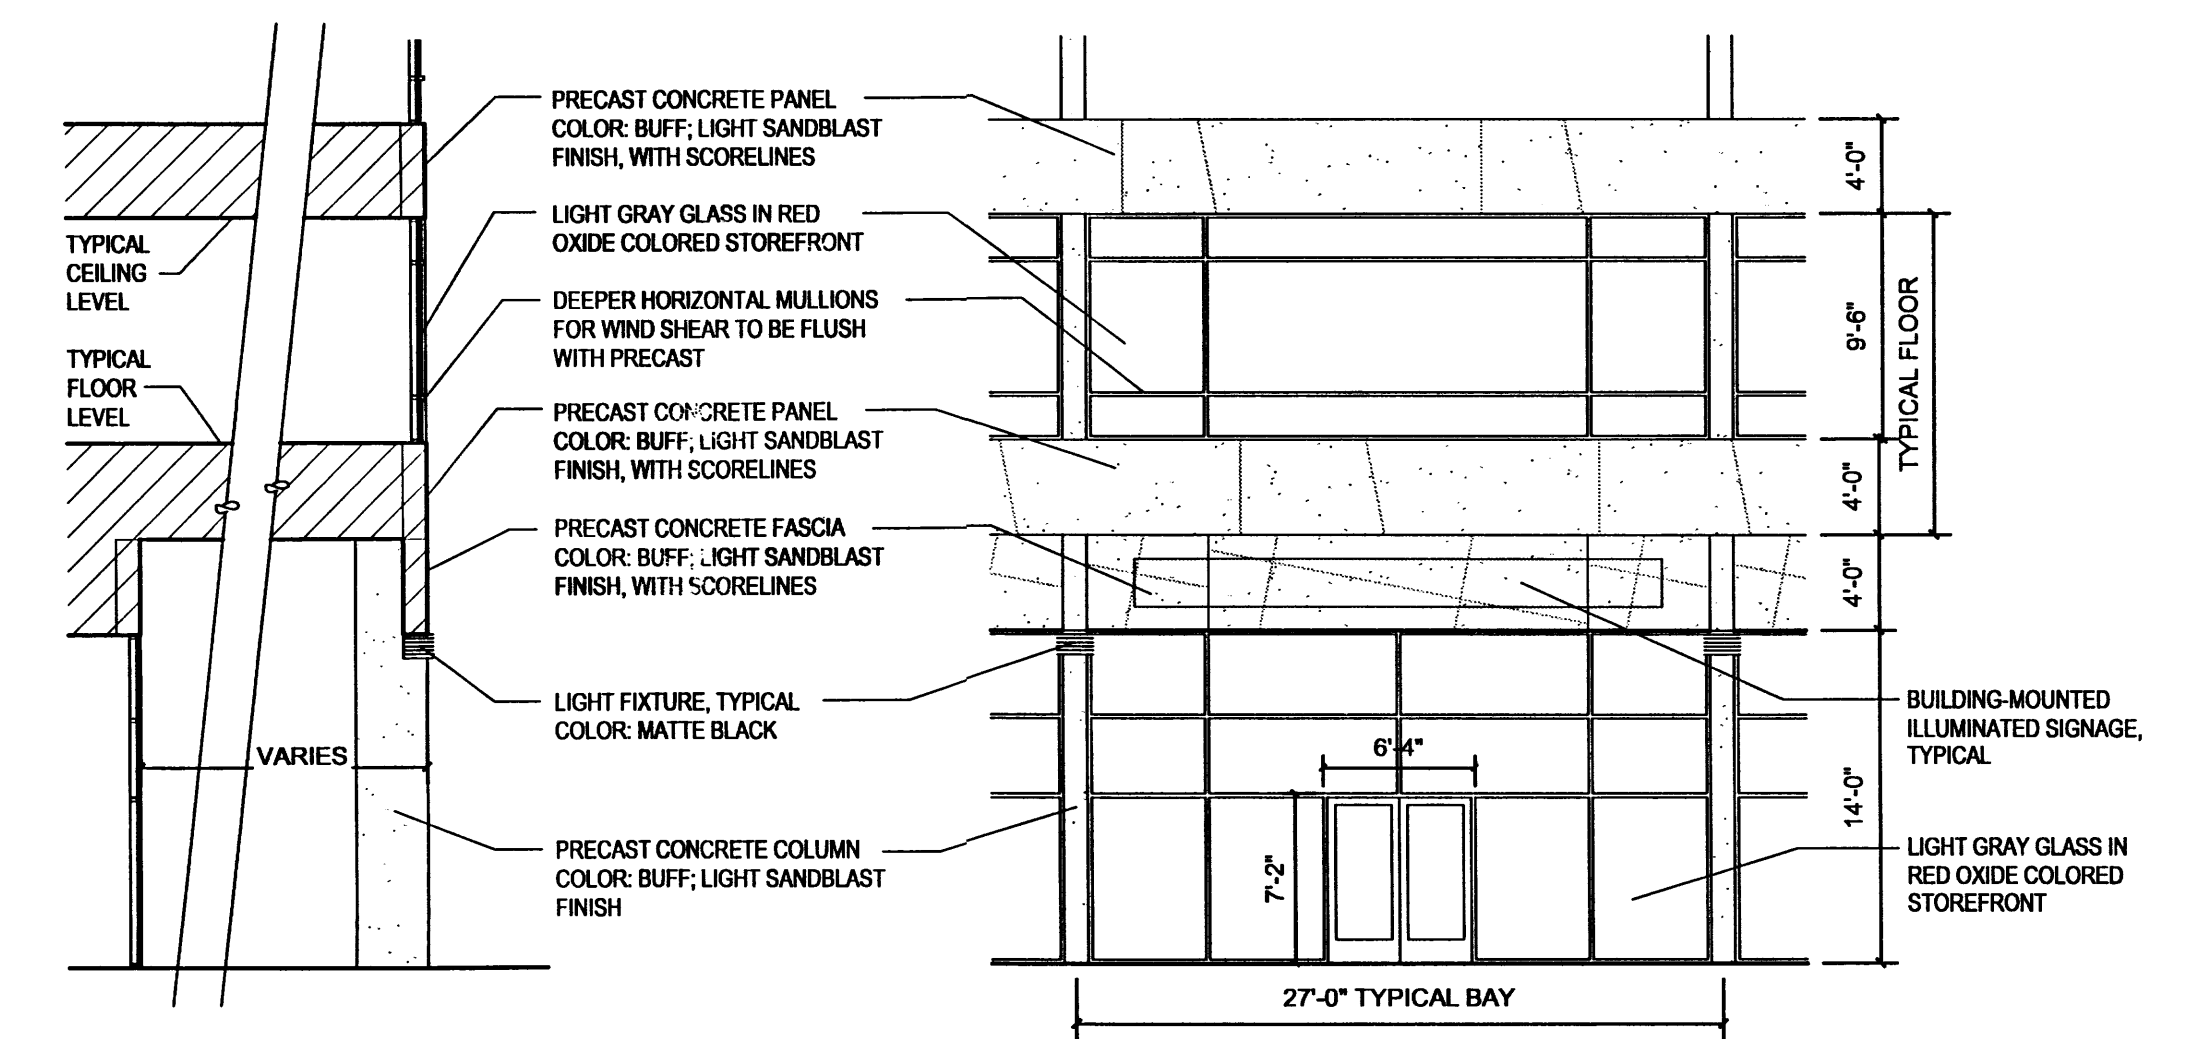 PRECAST CONCRETE PANEL
COLOR: BUFF; LIGHT SANDBLAST
FINISH, WITH SCORELINES
LIGHT GRAY GLASS IN RED
OXIDE COLORED STOREFRONT
DEEPER HORIZONTAL MULLIONS
FOR WIND SHEAR TO BE FLUSH
WITH PRECAST
PRECAST CONCRETE PANEL
COLOR: BUFF; LIGHT SANDBLAST
FINISH, WITH SCORELINES
PRECAST CONCRETE FASCIA
COLOR: BUFF; LIGHT SANDBLAST
FINISH, WITH SCORELINES
LIGHT FIXTURE, TYPICAL
COLOR: MATTE BLACK
PRECAST CONCRETE COLUMN
COLOR: BUFF; LIGHT SANDBLAST
FINISH
TYPICAL
CEILING
LEVEL
TYPICAL
FLOOR
LEVEL
VARIES
4'-0"
9'-6"
TYPICAL FLOOR
4'-0"
4'-0"
14'-0"
6'-4"
7'-2"
27'-0" TYPICAL BAY
BUILDING-MOUNTED
ILLUMINATED SIGNAGE,
TYPICAL
LIGHT GRAY GLASS IN
RED OXIDE COLORED
STOREFRONT